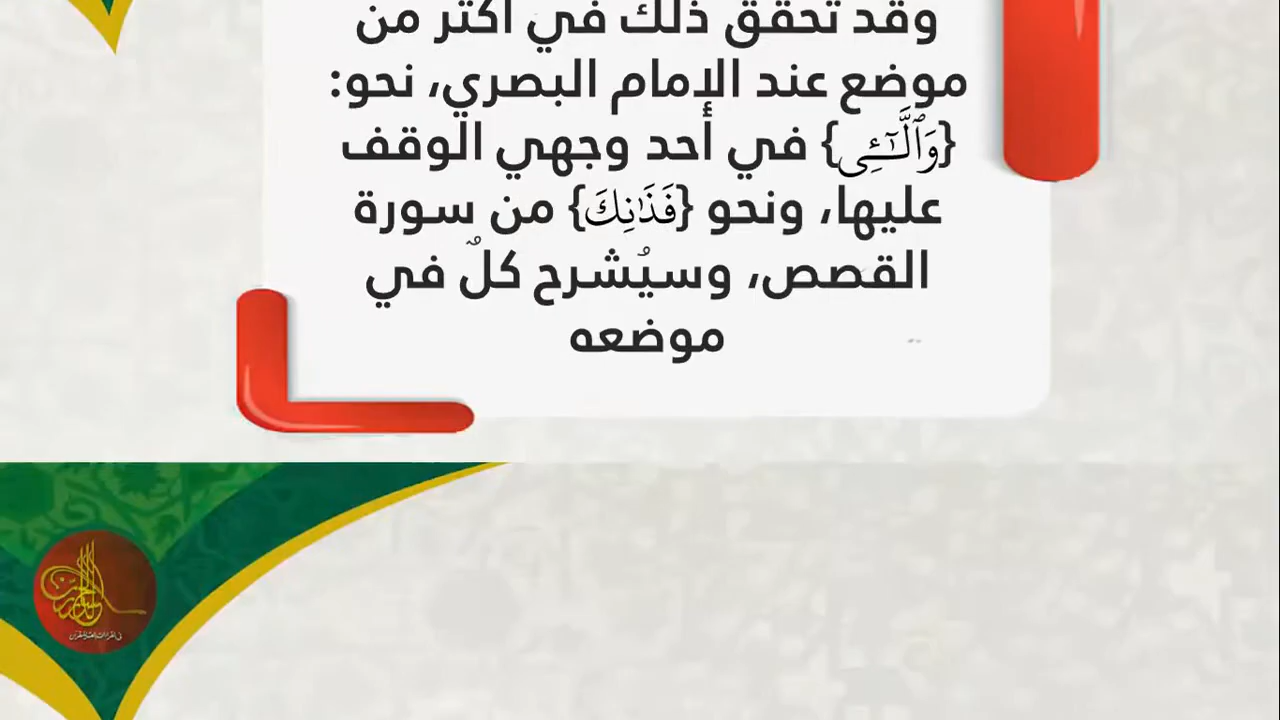 وقد تحقق ذلك في أكثر من
موضع عند الإمام البصري، نحو:
{وَٱلَّـٰٓـِٔى} في أحد وجهي الوقف
عليها، ونحو {فَذَٰنِكَ} من سورة
القصص، وسيُشرح كلٌ في
موضعه